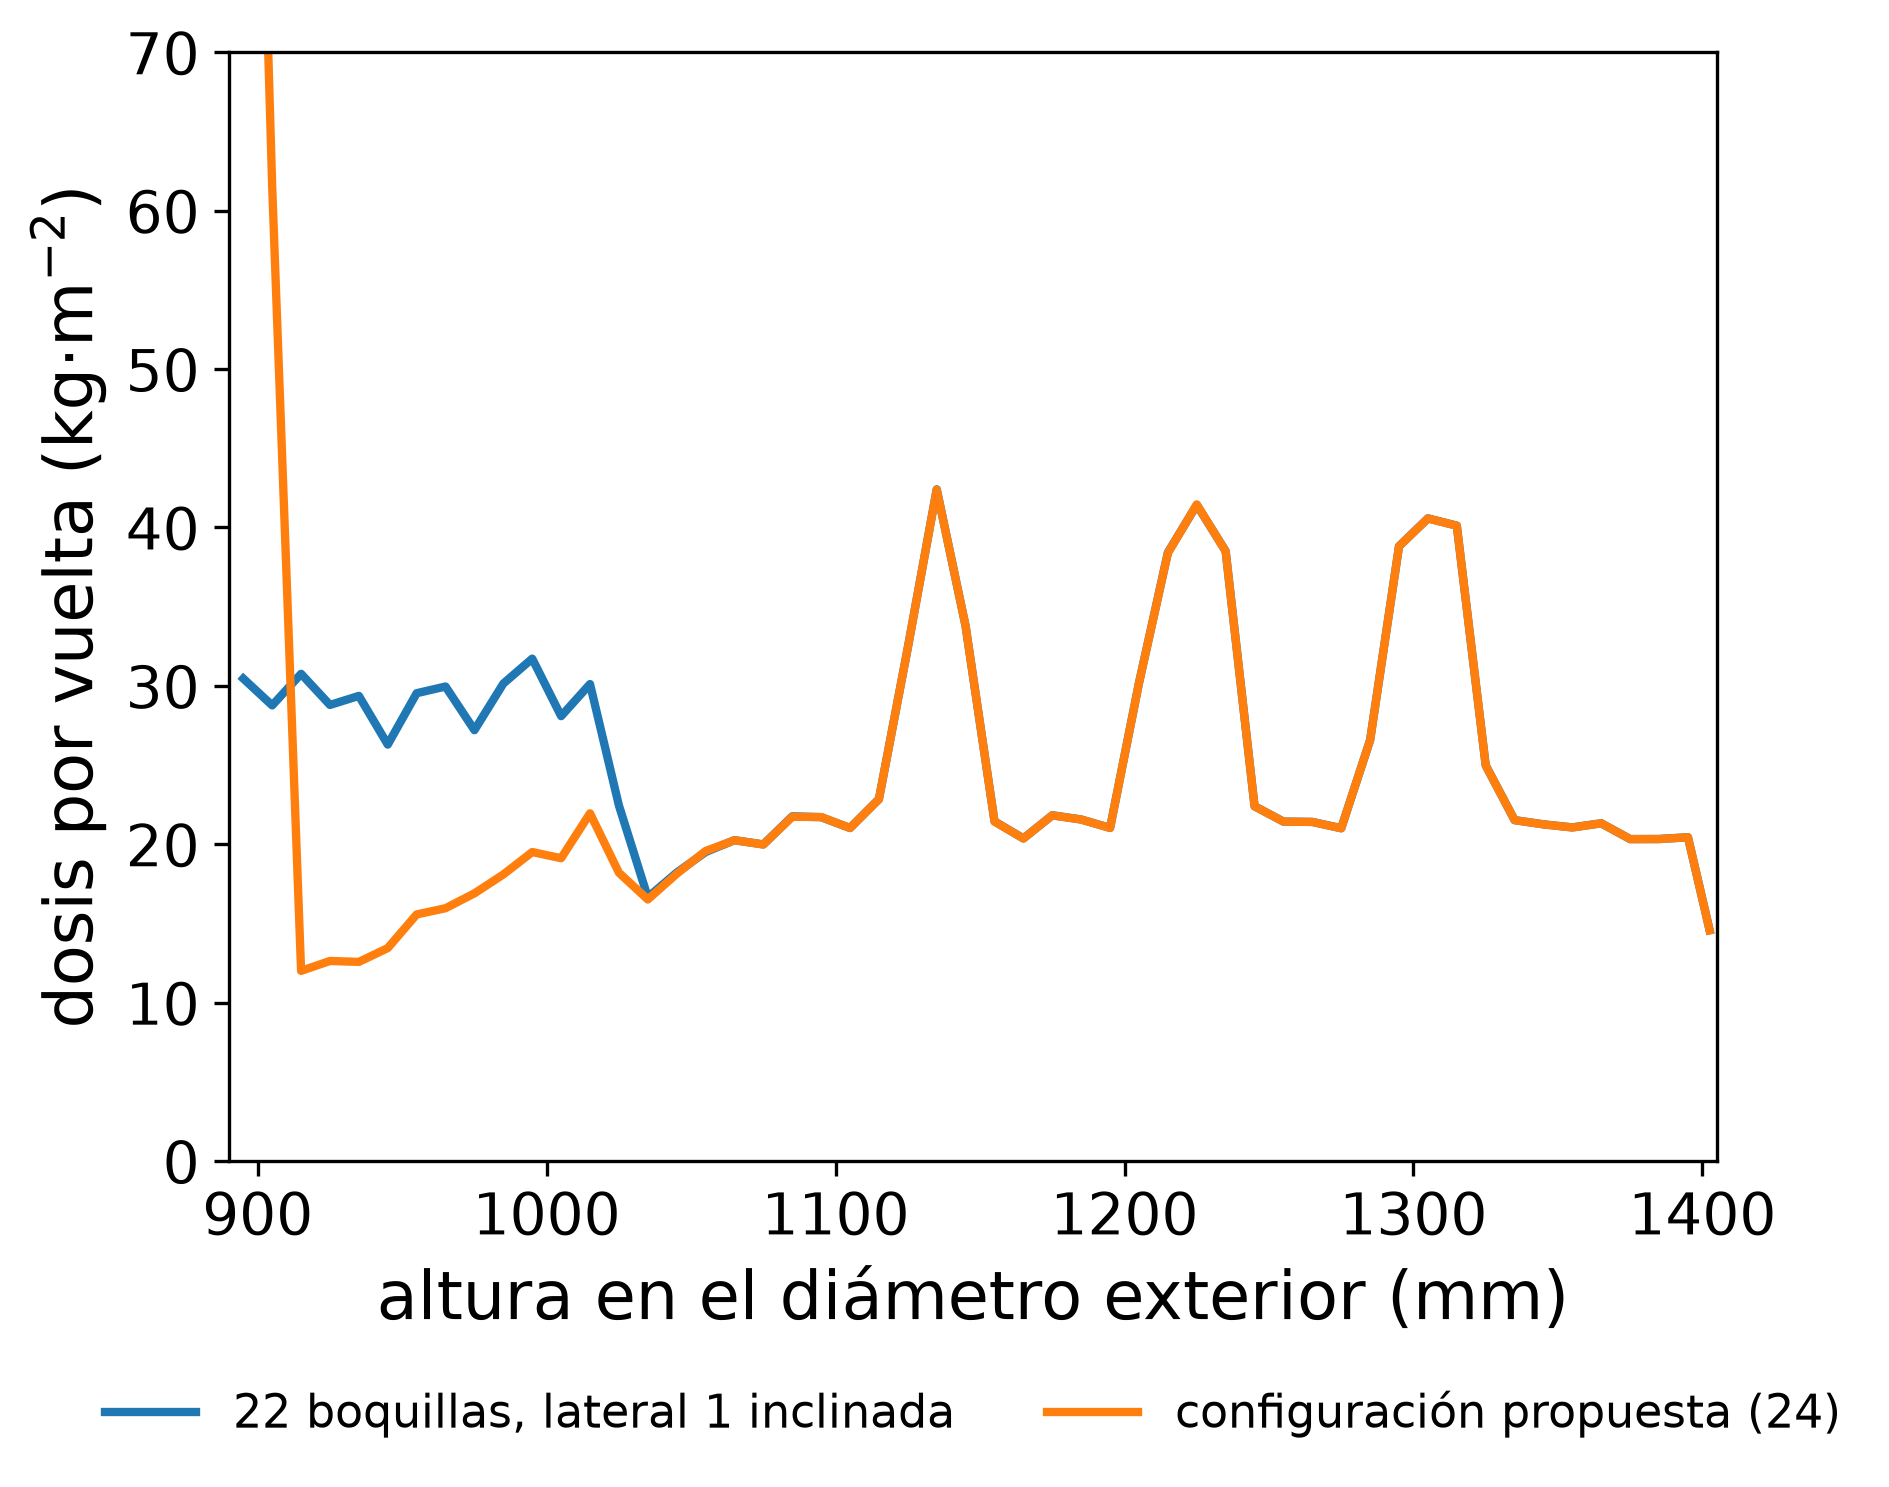 70
60
50
40
30
20
10
0
dosis por vuelta (kg·m⁻²)
900 1000 1100 1200 1300 1400
altura en el diámetro exterior (mm)
22 boquillas, lateral 1 inclinada configuración propuesta (24)